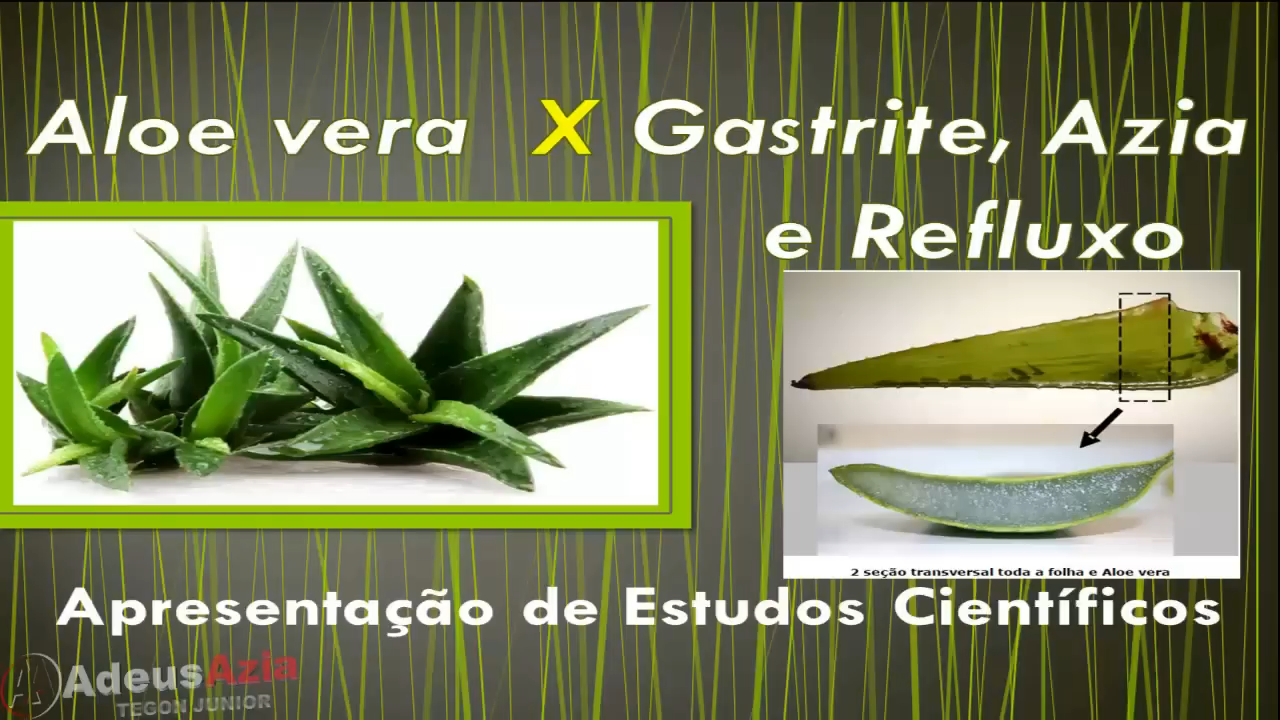 Aloe vera X Gastrite, Azia
e Refluxo
2 seção transversal toda a folha e Aloe vera
Apresentação de Estudos Científicos
AdeusAzia
TEGON JUNIOR